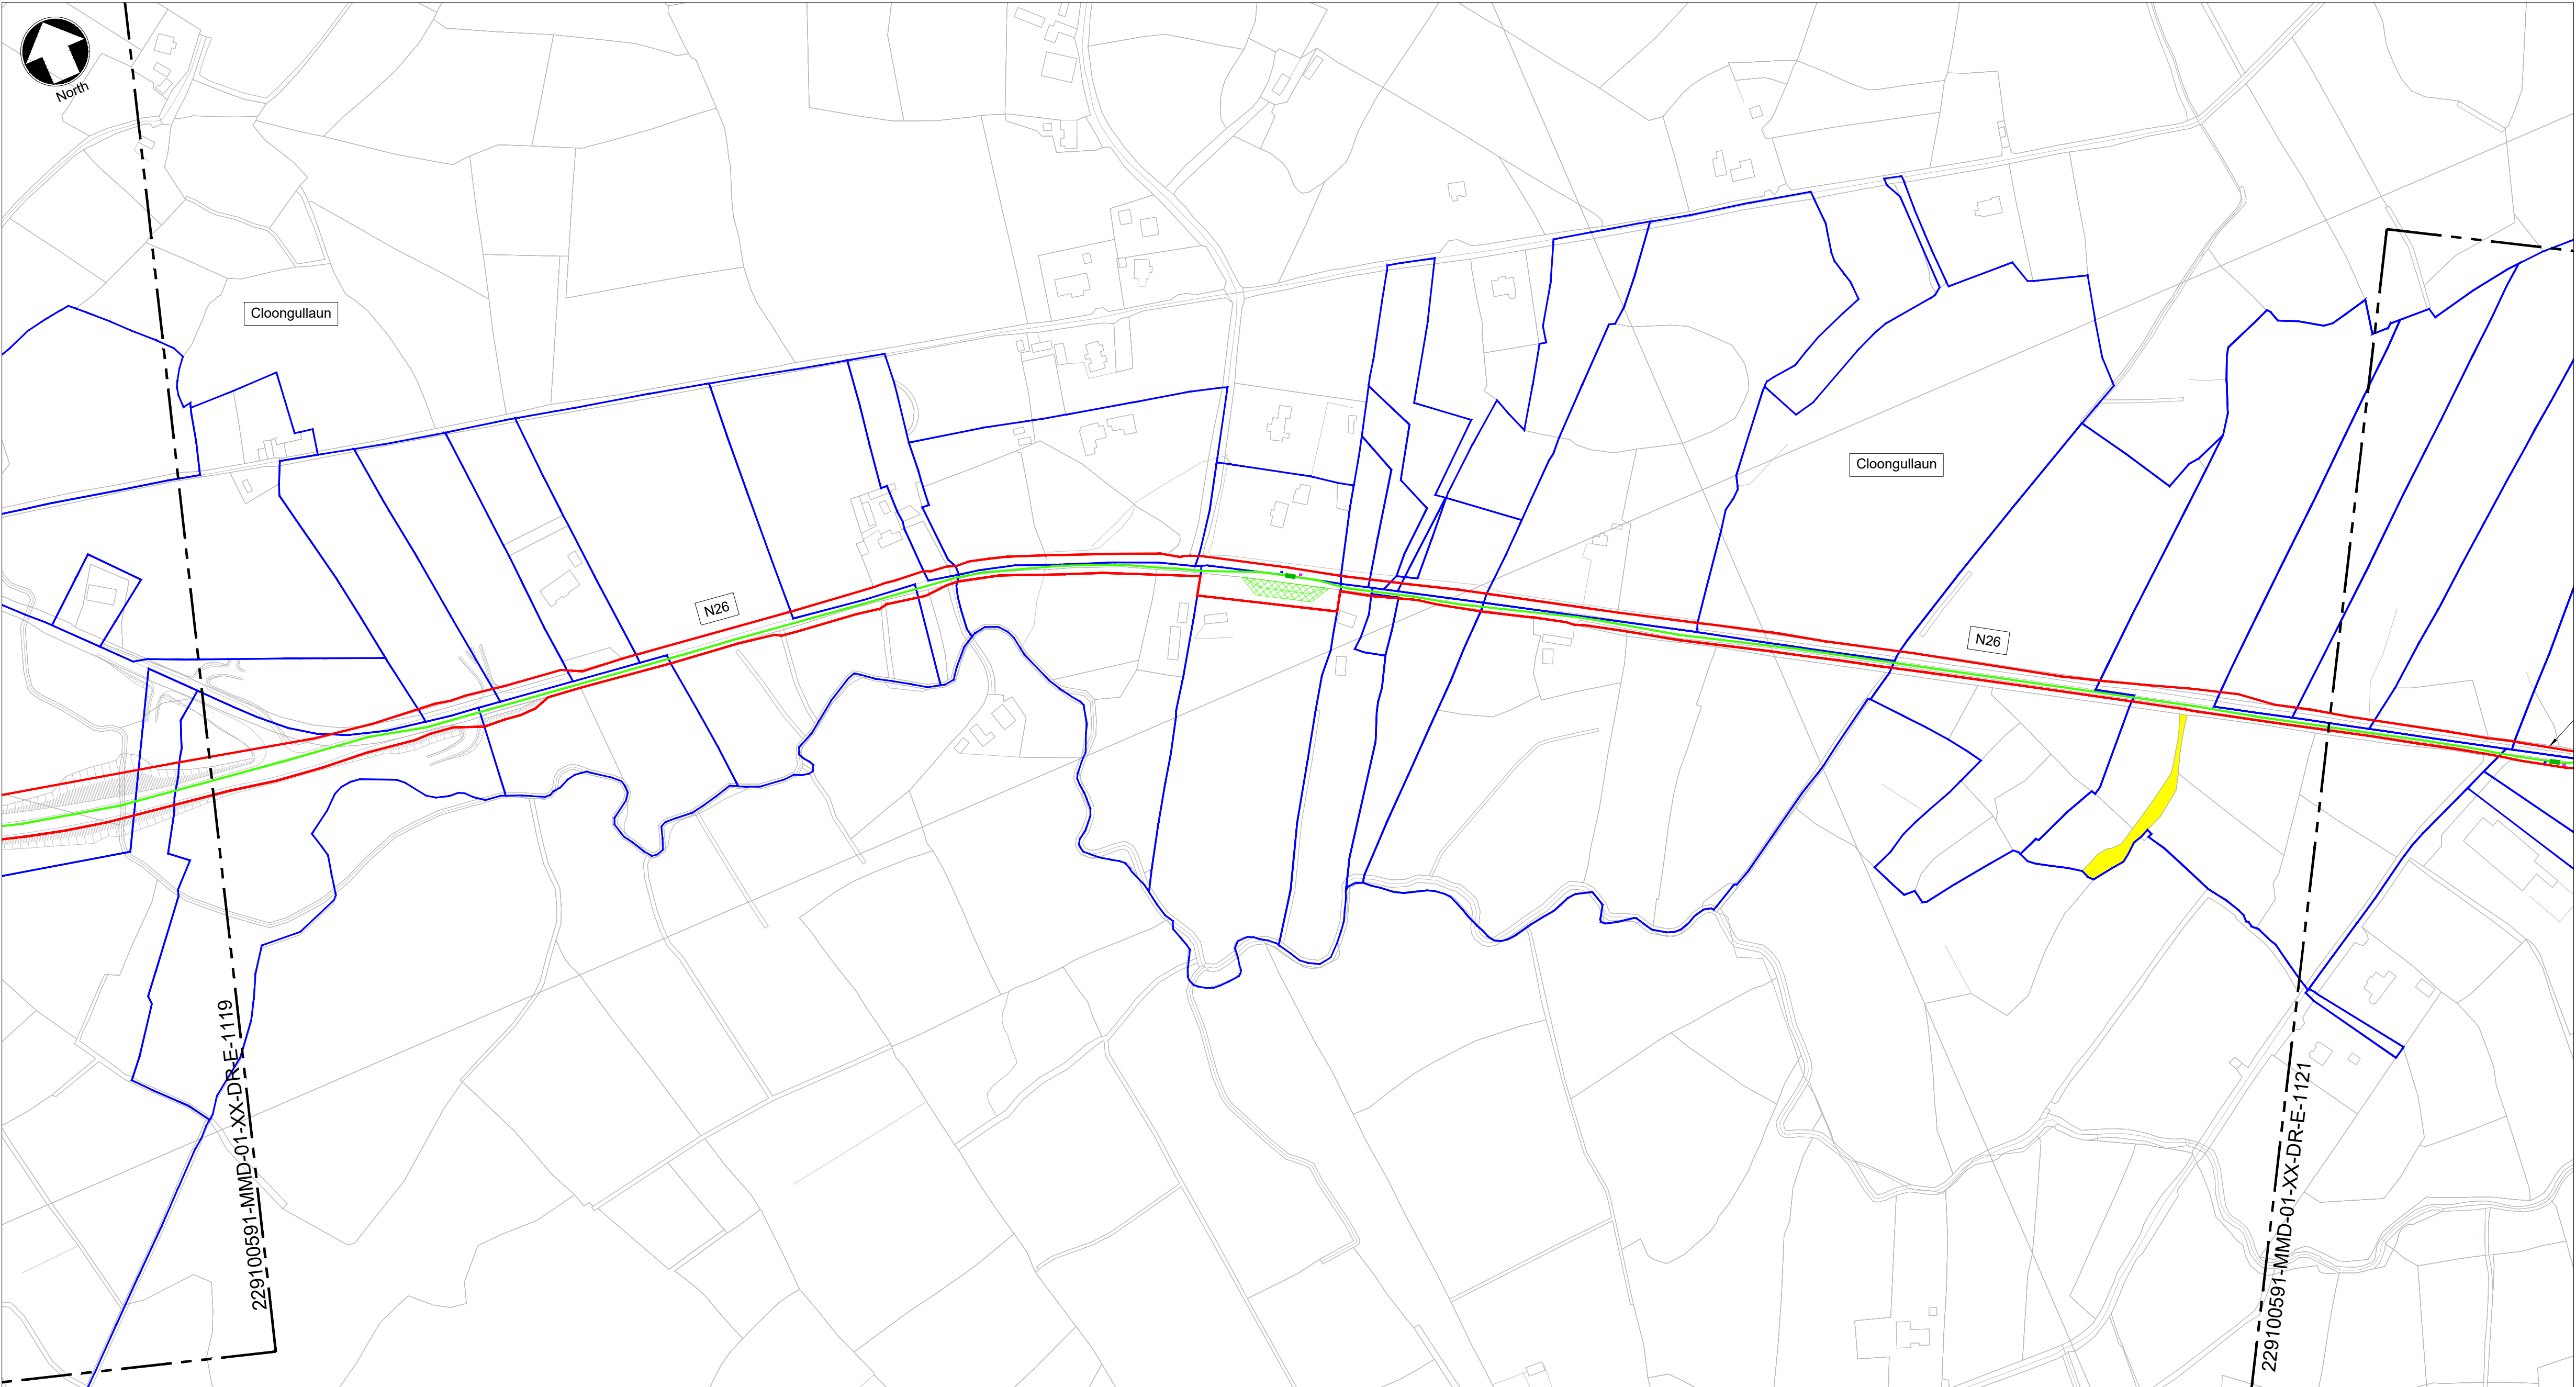 North
Cloongullaun
Cloongullaun
N26
N26
229100591-MMD-01-XX-DR-E-1119
229100591-MMD-01-XX-DR-E-1121